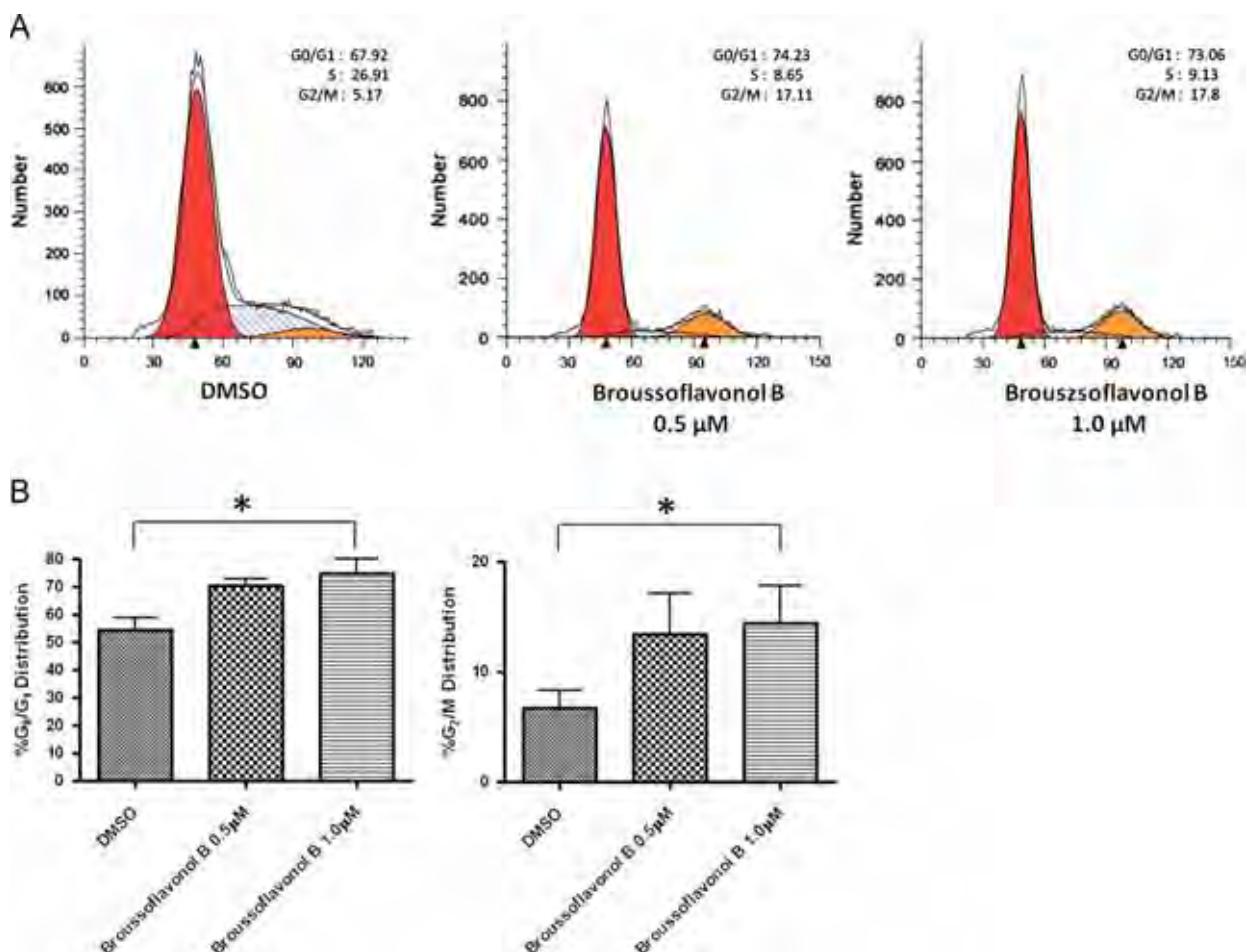 A
G0/G1 : 67.92
S : 26.91
G2/M : 5.17
Number
600
500
400
300
200
100
0
0 30 60 90 120
DMSO
G0/G1 : 74.23
S : 8.65
G2/M : 17.11
Number
800
600
400
200
0
0 30 60 90 120 150
Broussoflavonol B
0.5 µM
G0/G1 : 73.06
S : 9.13
G2/M : 17.8
Number
800
600
400
200
0
0 30 60 90 120 150
Brouszsoflavonol B
1.0 µM
B
*
%G₀/G₁ Distribution
80
70
60
50
40
30
20
10
0
DMSO
Broussoflavonol B 0.5µM
Broussoflavonol B 1.0µM
*
%G₂/M Distribution
20
10
0
DMSO
Broussoflavonol B 0.5µM
Broussoflavonol B 1.0µM